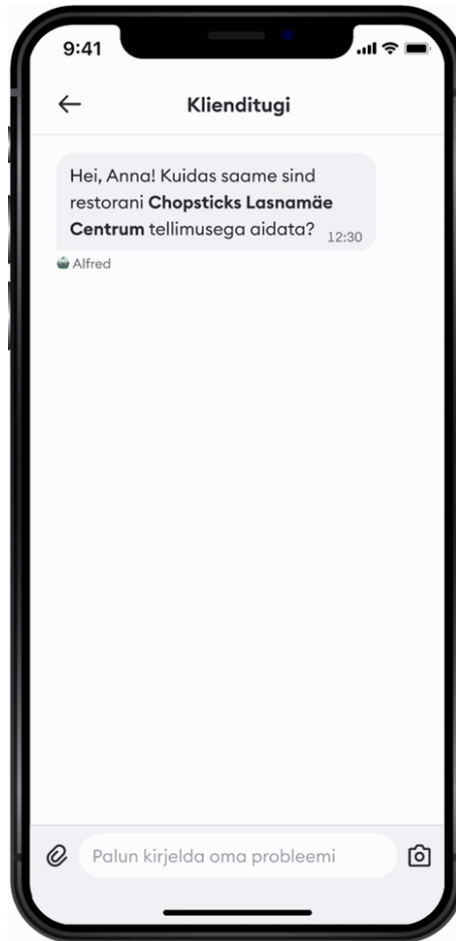 9:41
Klienditugi
Hei, Anna! Kuidas saame sind
restorani Chopsticks Lasnamäe
Centrum tellimusega aidata?
12:30
Alfred
Palun kirjelda oma probleemi